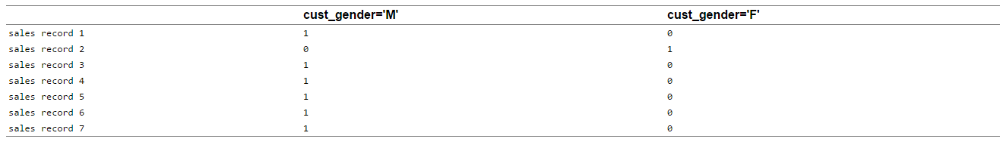 cust_gender='M' cust_gender='F'
sales record 1 1 0
sales record 2 0 1
sales record 3 1 0
sales record 4 1 0
sales record 5 1 0
sales record 6 1 0
sales record 7 1 0